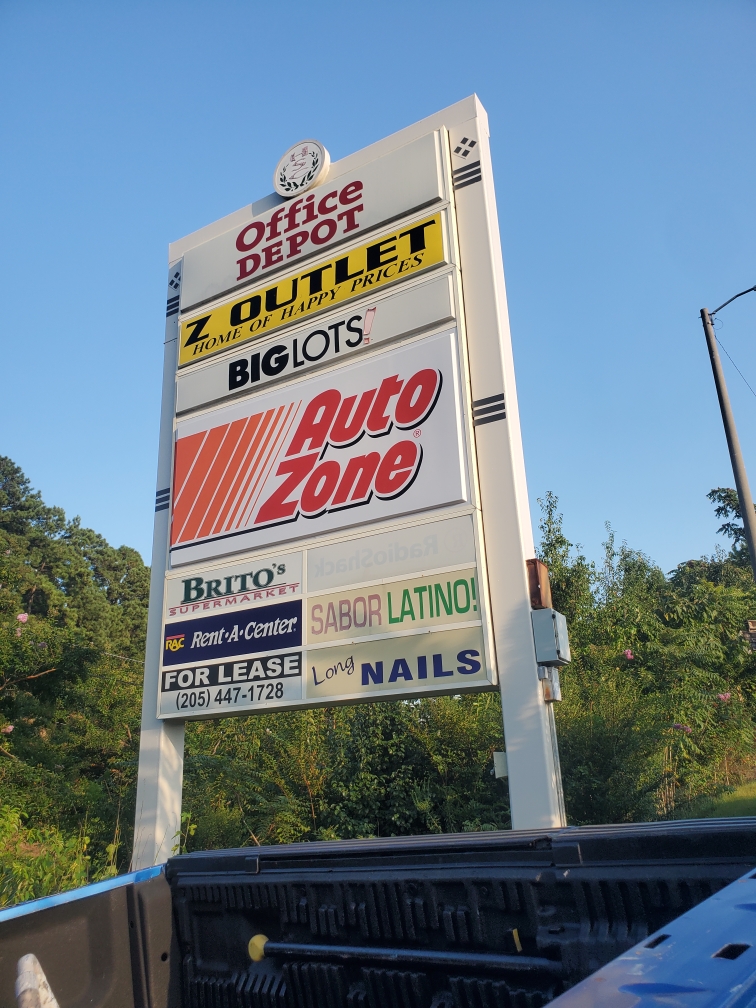 Office
DEPOT
Z OUTLET
HOME OF HAPPY PRICES
BIG LOTS!
Auto
Zone®
BRITO'S
SUPERMARKET
RadioShack
RAC Rent-A-Center.
SABOR LATINO!
FOR LEASE
(205) 447-1728
Long NAILS